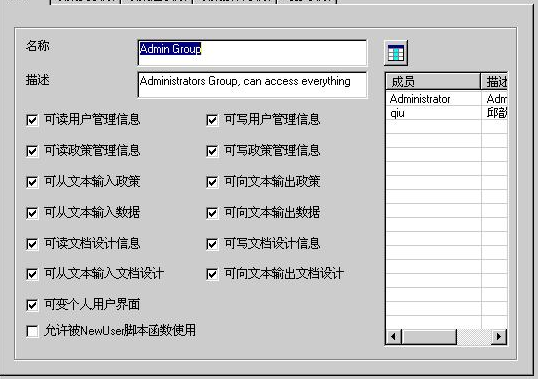 名称
Admin Group
描述
Administrators Group, can access everything
可读用户管理信息
可写用户管理信息
可读政策管理信息
可写政策管理信息
可从文本输入政策
可向文本输出政策
可从文本输入数据
可向文本输出数据
可读文档设计信息
可写文档设计信息
可从文本输入文档设计
可向文本输出文档设计
可变个人用户界面
允许被NewUser脚本函数使用
成员 描述
Administrator Adm
qiu 邱